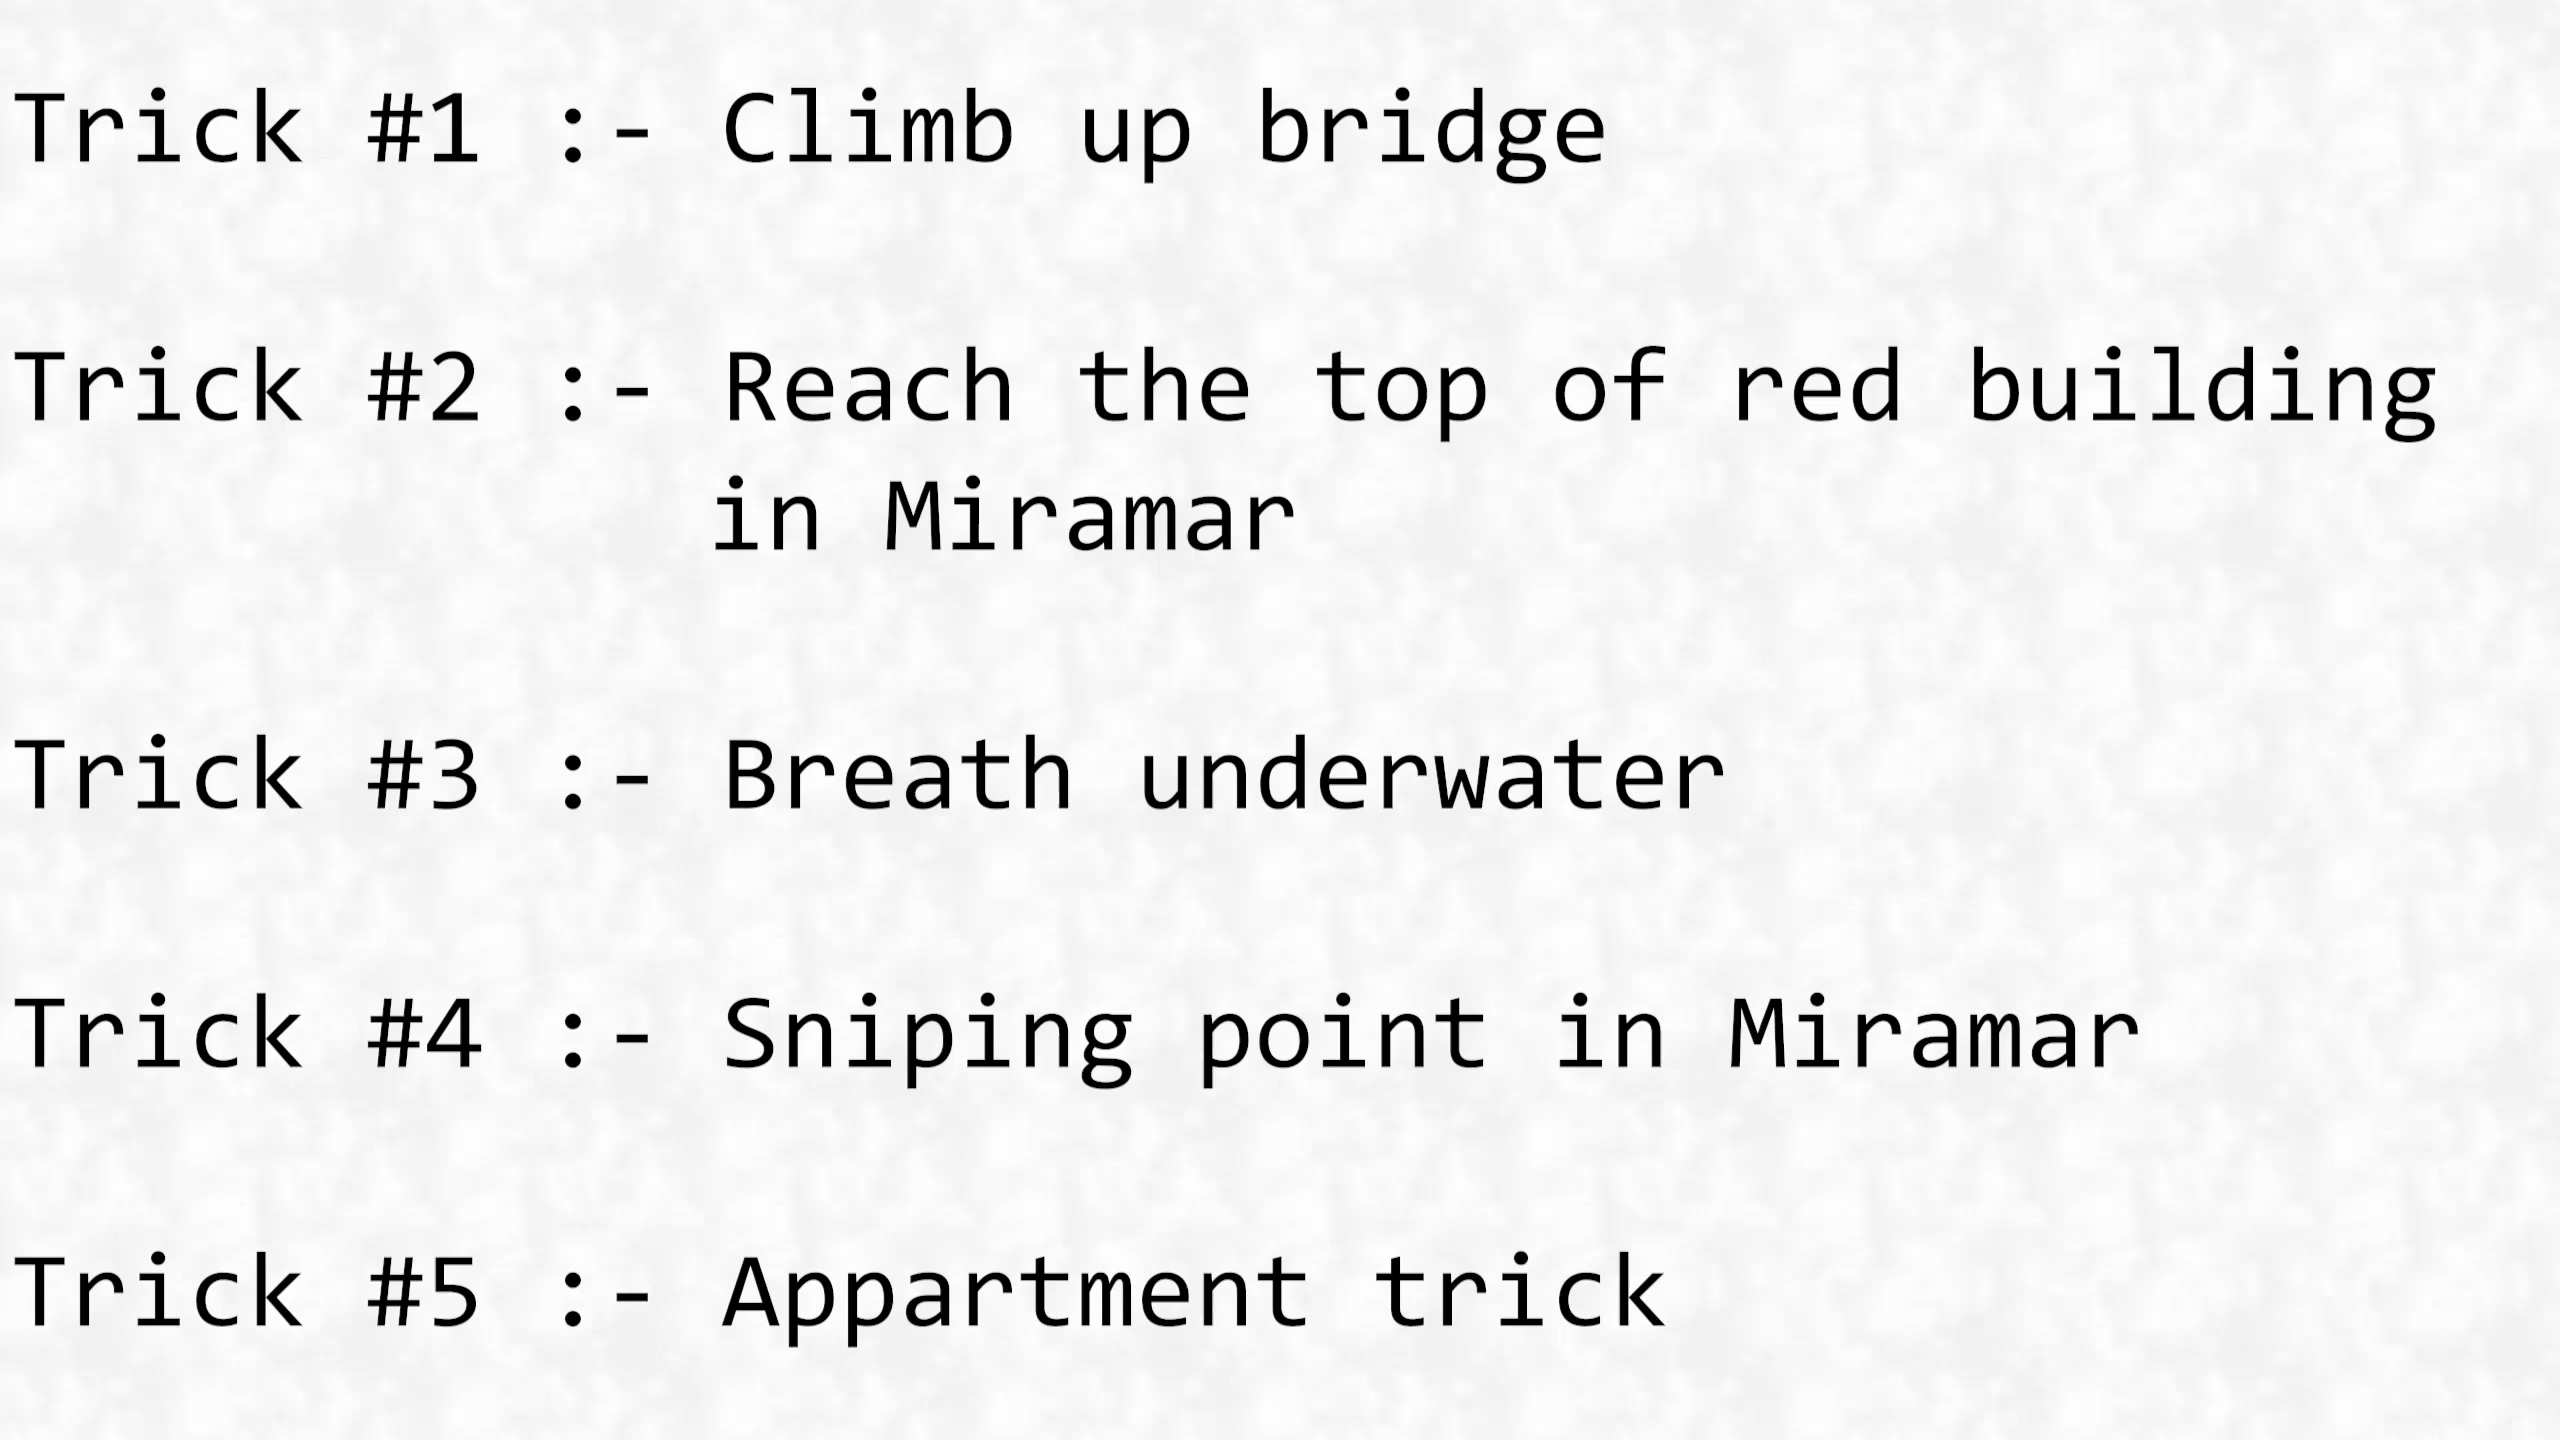 Trick #1 :- Climb up bridge
Trick #2 :- Reach the top of red building
in Miramar
Trick #3 :- Breath underwater
Trick #4 :- Sniping point in Miramar
Trick #5 :- Appartment trick